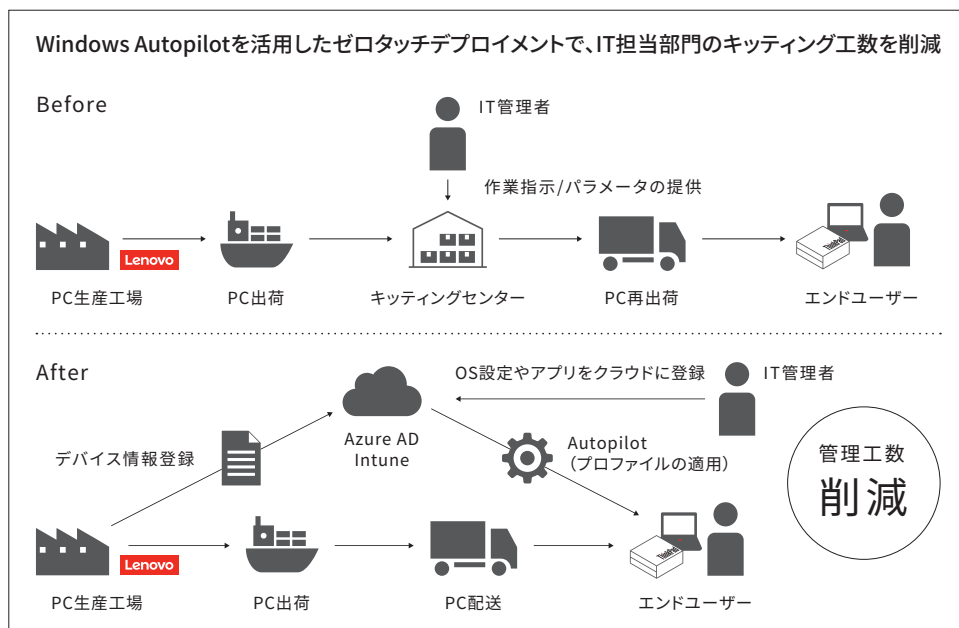 Windows Autopilotを活用したゼロタッチデプロイメントで、IT担当部門のキッティング工数を削減
Before
IT管理者
作業指示/パラメータの提供
Lenovo
ThinkPad
PC生産工場
PC出荷
キッティングセンター
PC再出荷
エンドユーザー
After
OS設定やアプリをクラウドに登録
IT管理者
Azure AD
Intune
デバイス情報登録
Autopilot
（プロファイルの適用）
管理工数
削減
Lenovo
ThinkPad
PC生産工場
PC出荷
PC配送
エンドユーザー